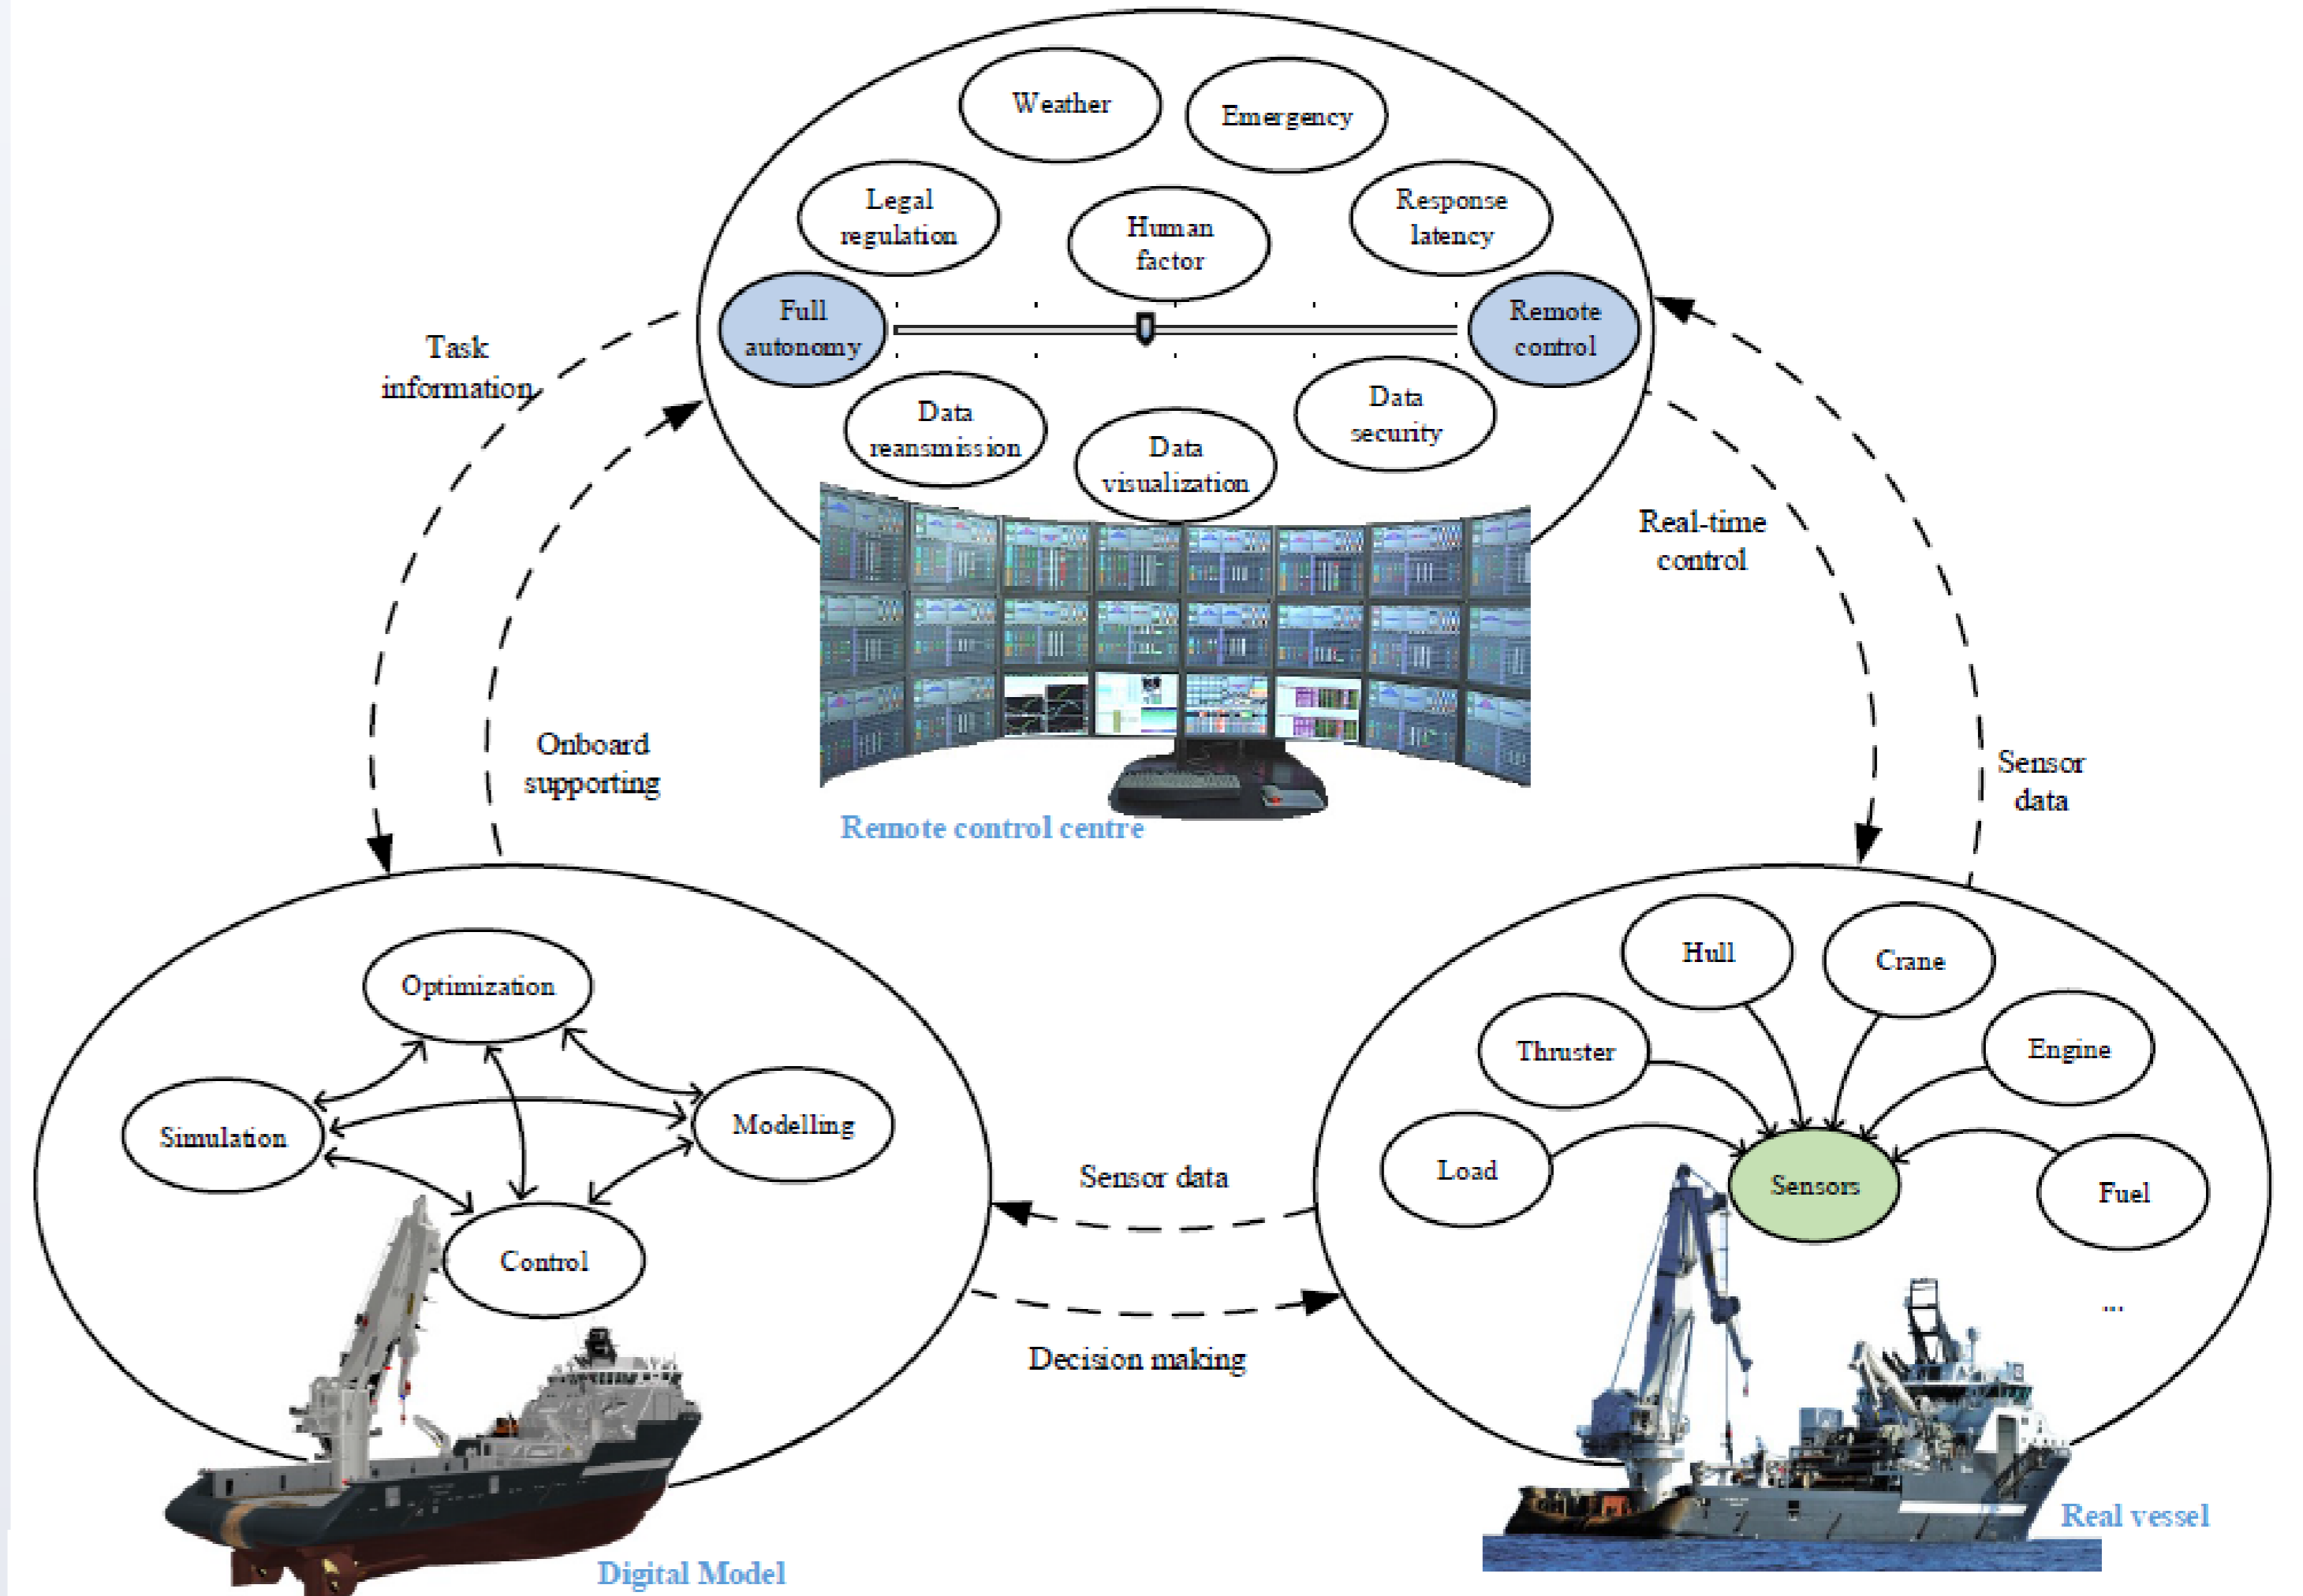 Weather
Emergency
Legal
regulation
Human
factor
Response
latency
Full
autonomy
Remote
control
Task
information
Data
reansmission
Data
visualization
Data
security
Real-time
control
Onboard
supporting
Sensor
data
Remote control centre
Optimization
Simulation
Modelling
Control
Sensor data
Decision making
Hull
Crane
Thruster
Engine
Load
Sensors
Fuel
...
Real vessel
Digital Model